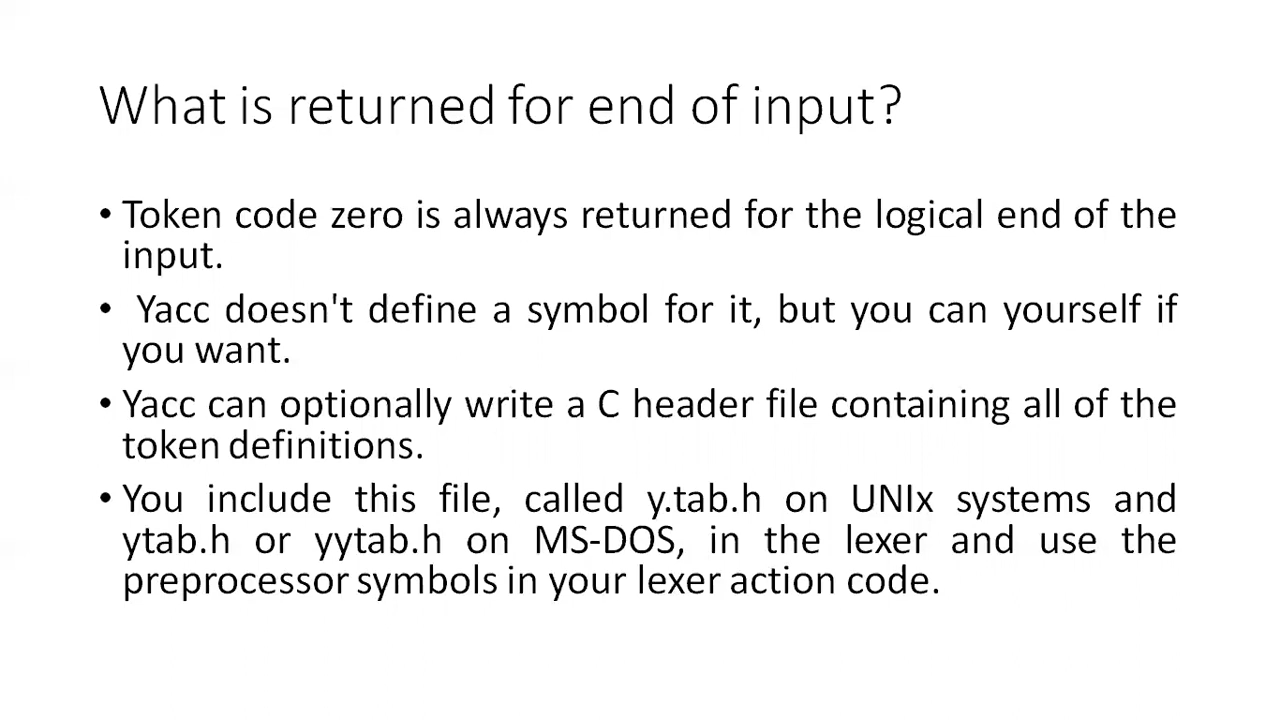 What is returned for end of input?
• Token code zero is always returned for the logical end of the
input.
• Yacc doesn't define a symbol for it, but you can yourself if
you want.
• Yacc can optionally write a C header file containing all of the
token definitions.
• You include this file, called y.tab.h on UNIx systems and
ytab.h or yytab.h on MS-DOS, in the lexer and use the
preprocessor symbols in your lexer action code.